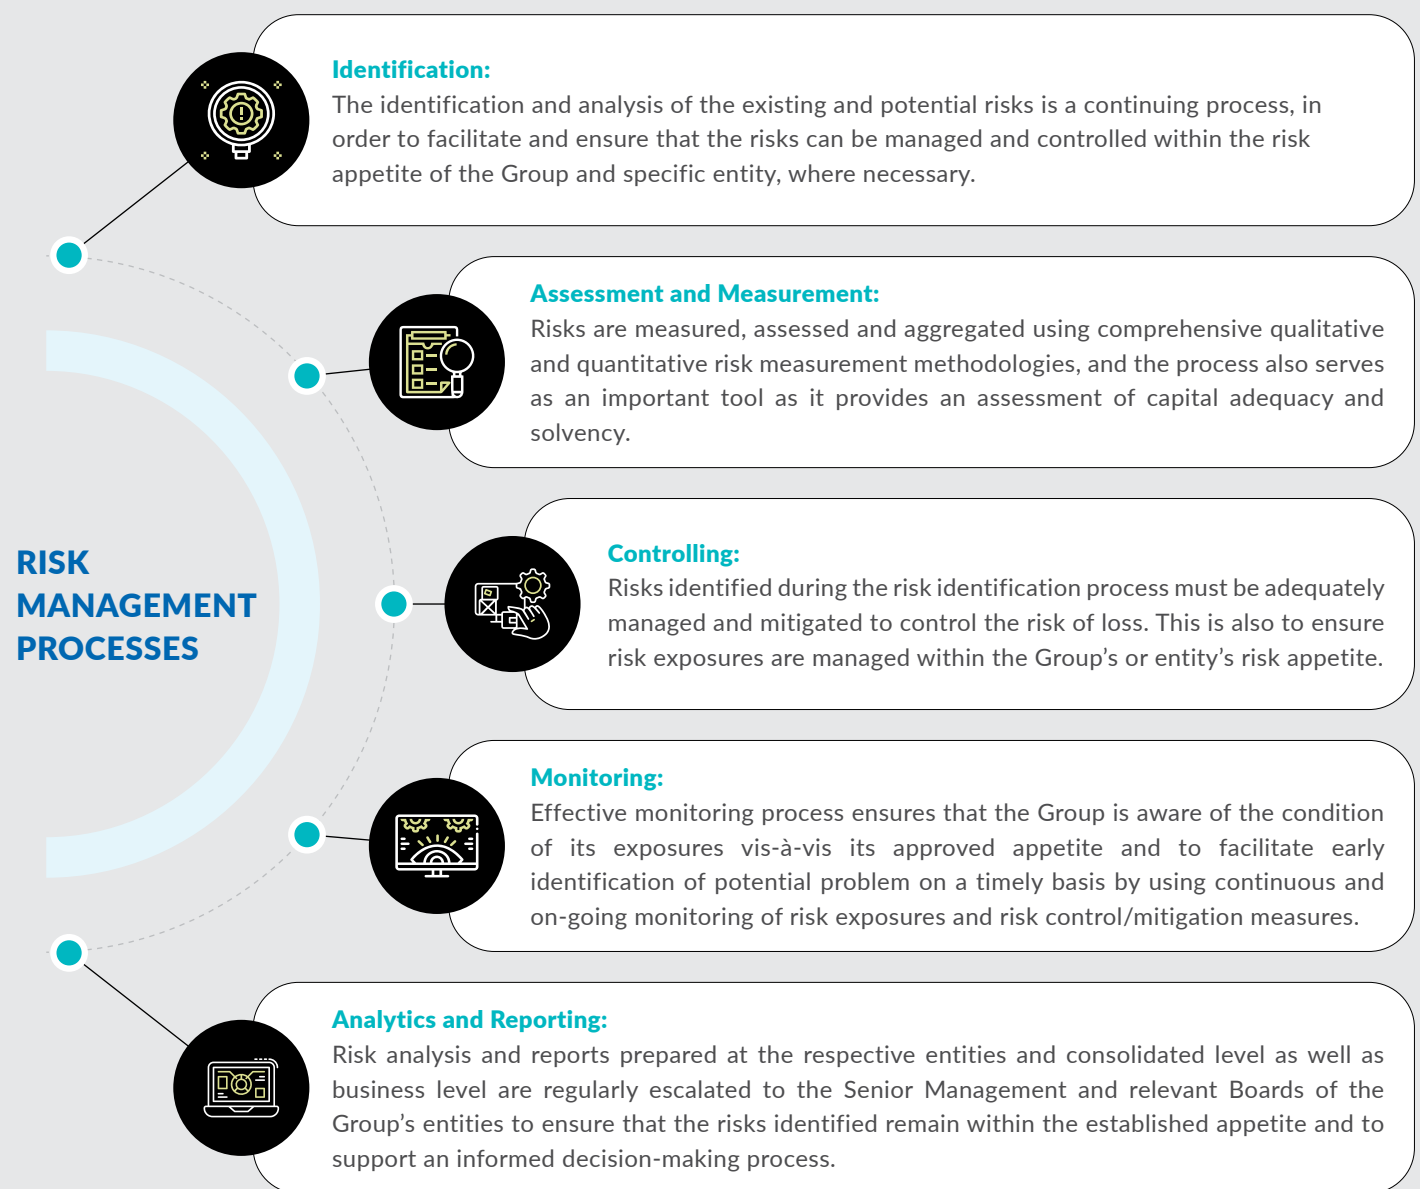 Identification:
The identification and analysis of the existing and potential risks is a continuing process, in
order to facilitate and ensure that the risks can be managed and controlled within the risk
appetite of the Group and specific entity, where necessary.
Assessment and Measurement:
Risks are measured, assessed and aggregated using comprehensive qualitative
and quantitative risk measurement methodologies, and the process also serves
as an important tool as it provides an assessment of capital adequacy and
solvency.
RISK
MANAGEMENT
PROCESSES
Controlling:
Risks identified during the risk identification process must be adequately
managed and mitigated to control the risk of loss. This is also to ensure
risk exposures are managed within the Group’s or entity’s risk appetite.
Monitoring:
Effective monitoring process ensures that the Group is aware of the condition
of its exposures vis-à-vis its approved appetite and to facilitate early
identification of potential problem on a timely basis by using continuous and
on-going monitoring of risk exposures and risk control/mitigation measures.
Analytics and Reporting:
Risk analysis and reports prepared at the respective entities and consolidated level as well as
business level are regularly escalated to the Senior Management and relevant Boards of the
Group’s entities to ensure that the risks identified remain within the established appetite and to
support an informed decision-making process.